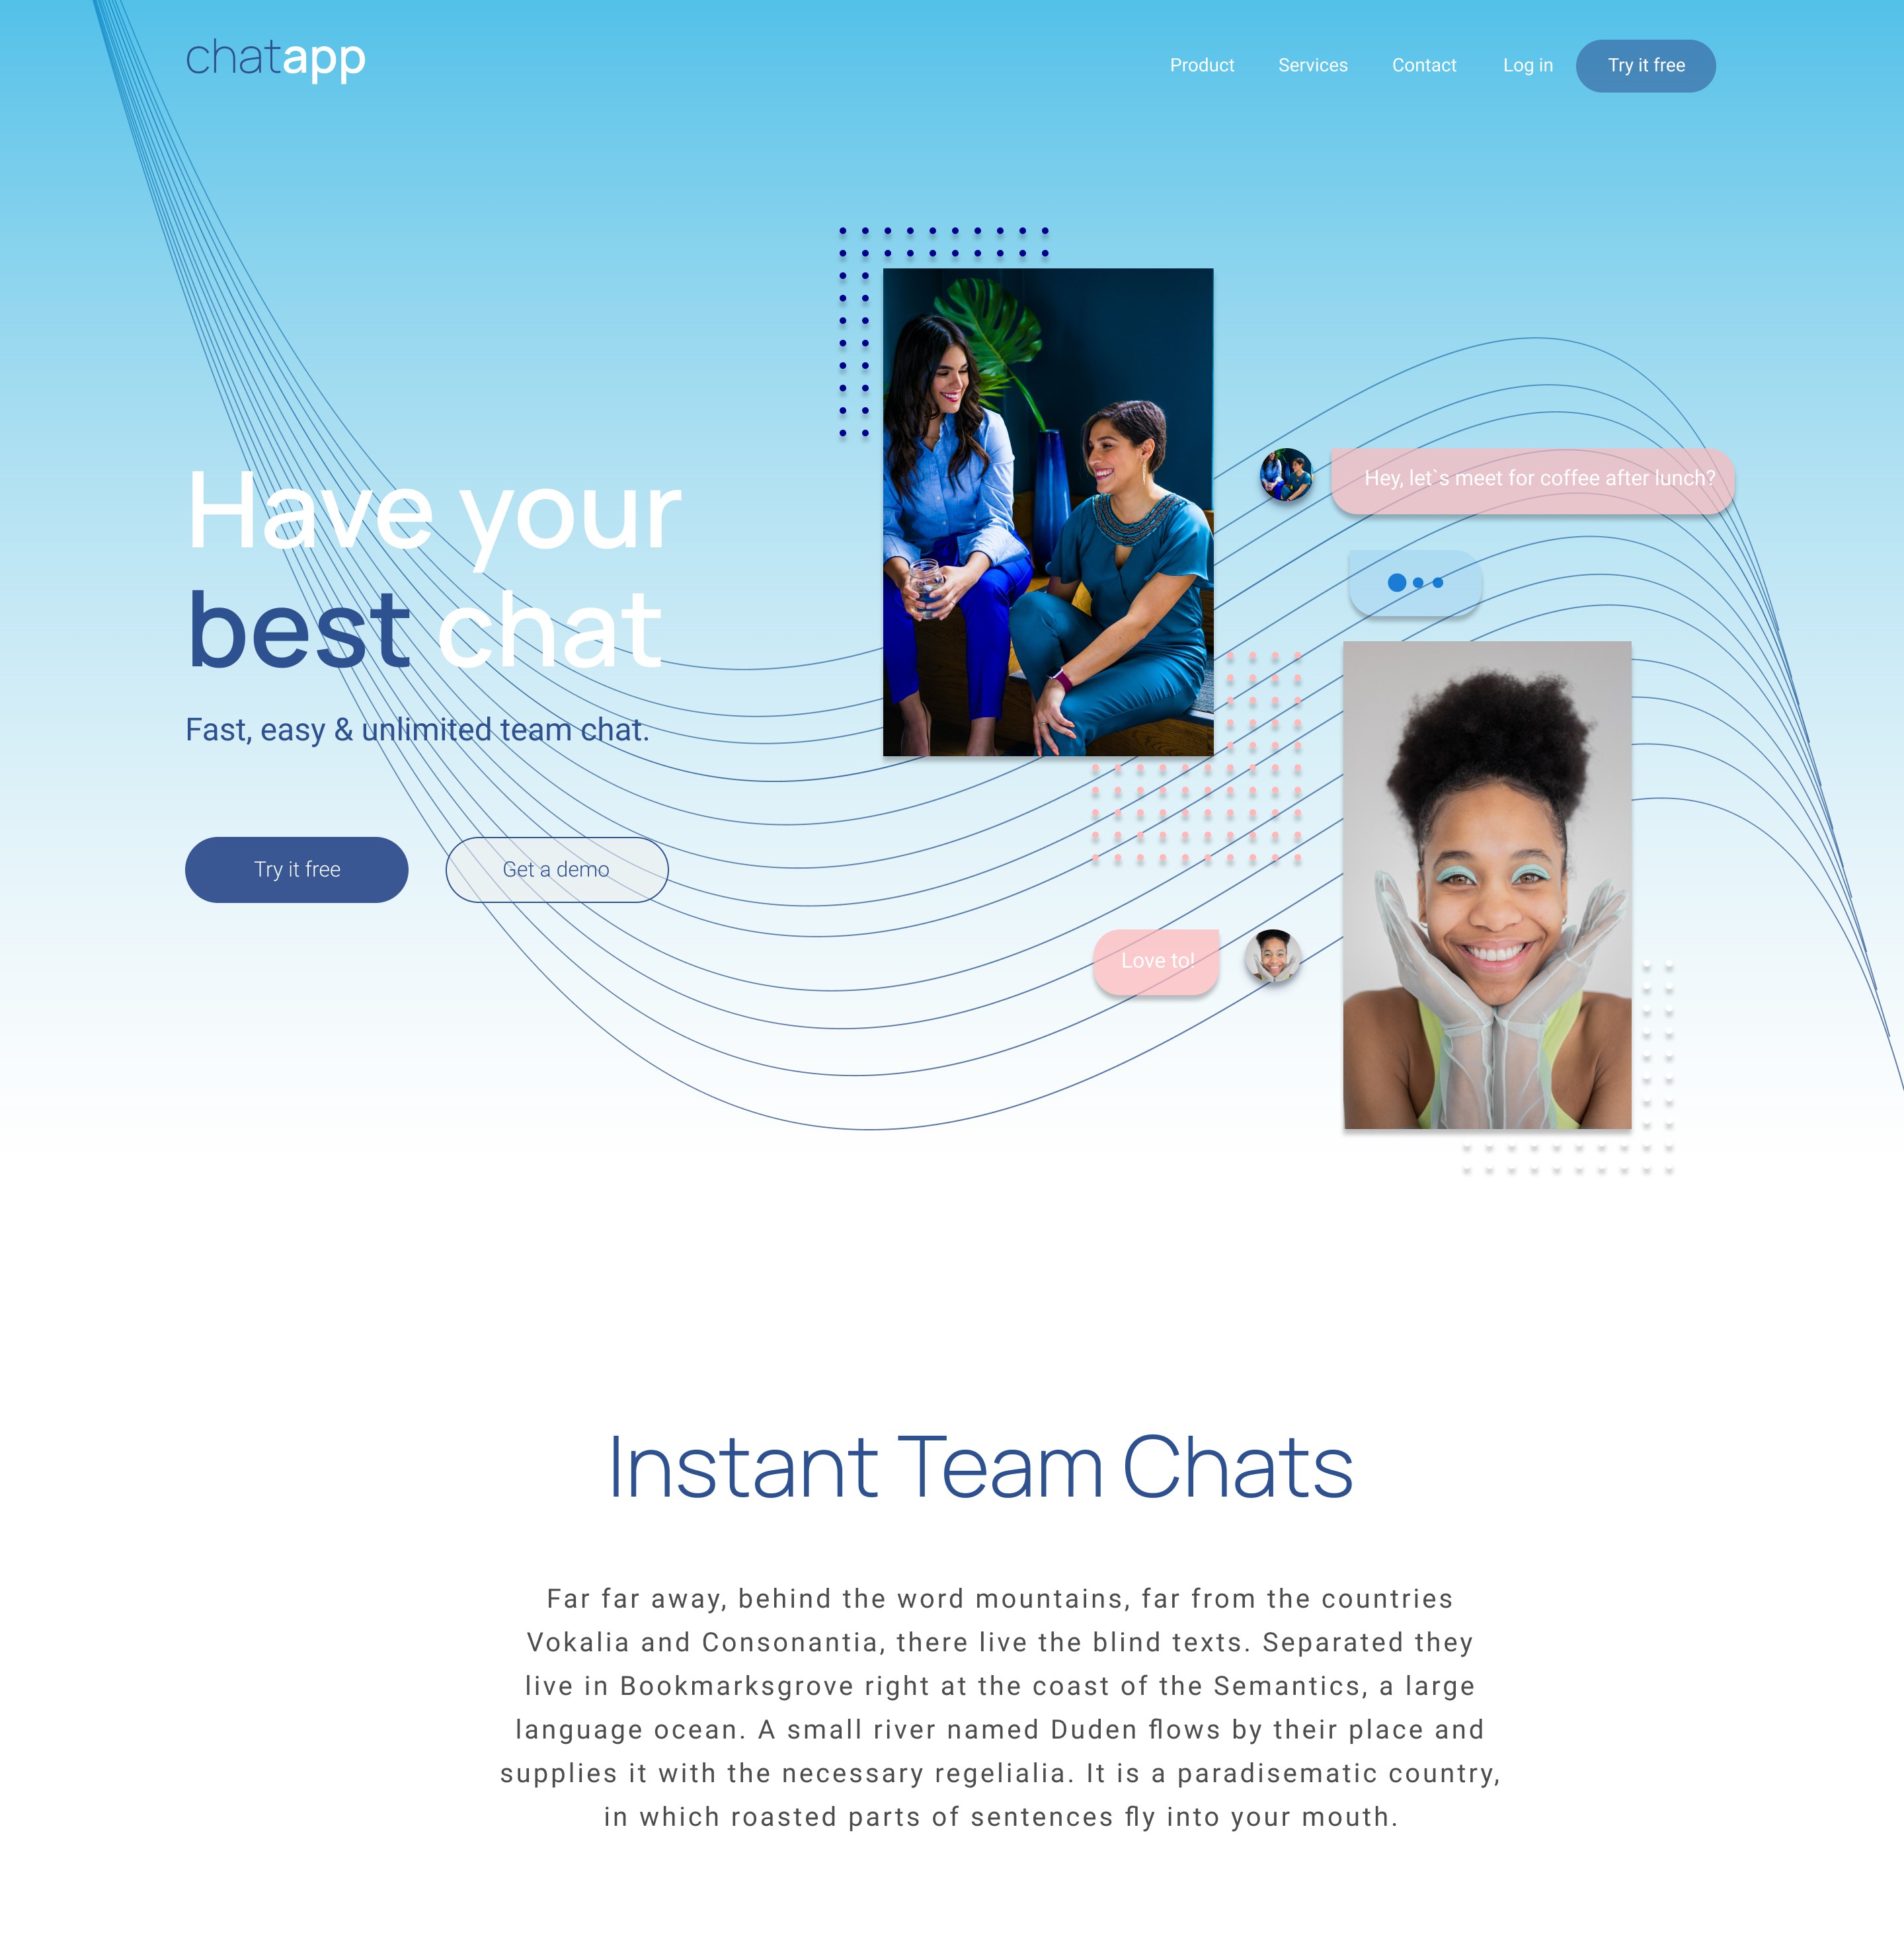 chatapp
Product Services Contact Log in Try it free
Have your
best chat
Fast, easy & unlimited team chat.
Try it free Get a demo
Hey, let`s meet for coffee after lunch?
Love to!
Instant Team Chats
Far far away, behind the word mountains, far from the countries
Vokalia and Consonantia, there live the blind texts. Separated they
live in Bookmarksgrove right at the coast of the Semantics, a large
language ocean. A small river named Duden flows by their place and
supplies it with the necessary regelialia. It is a paradisematic country,
in which roasted parts of sentences fly into your mouth.